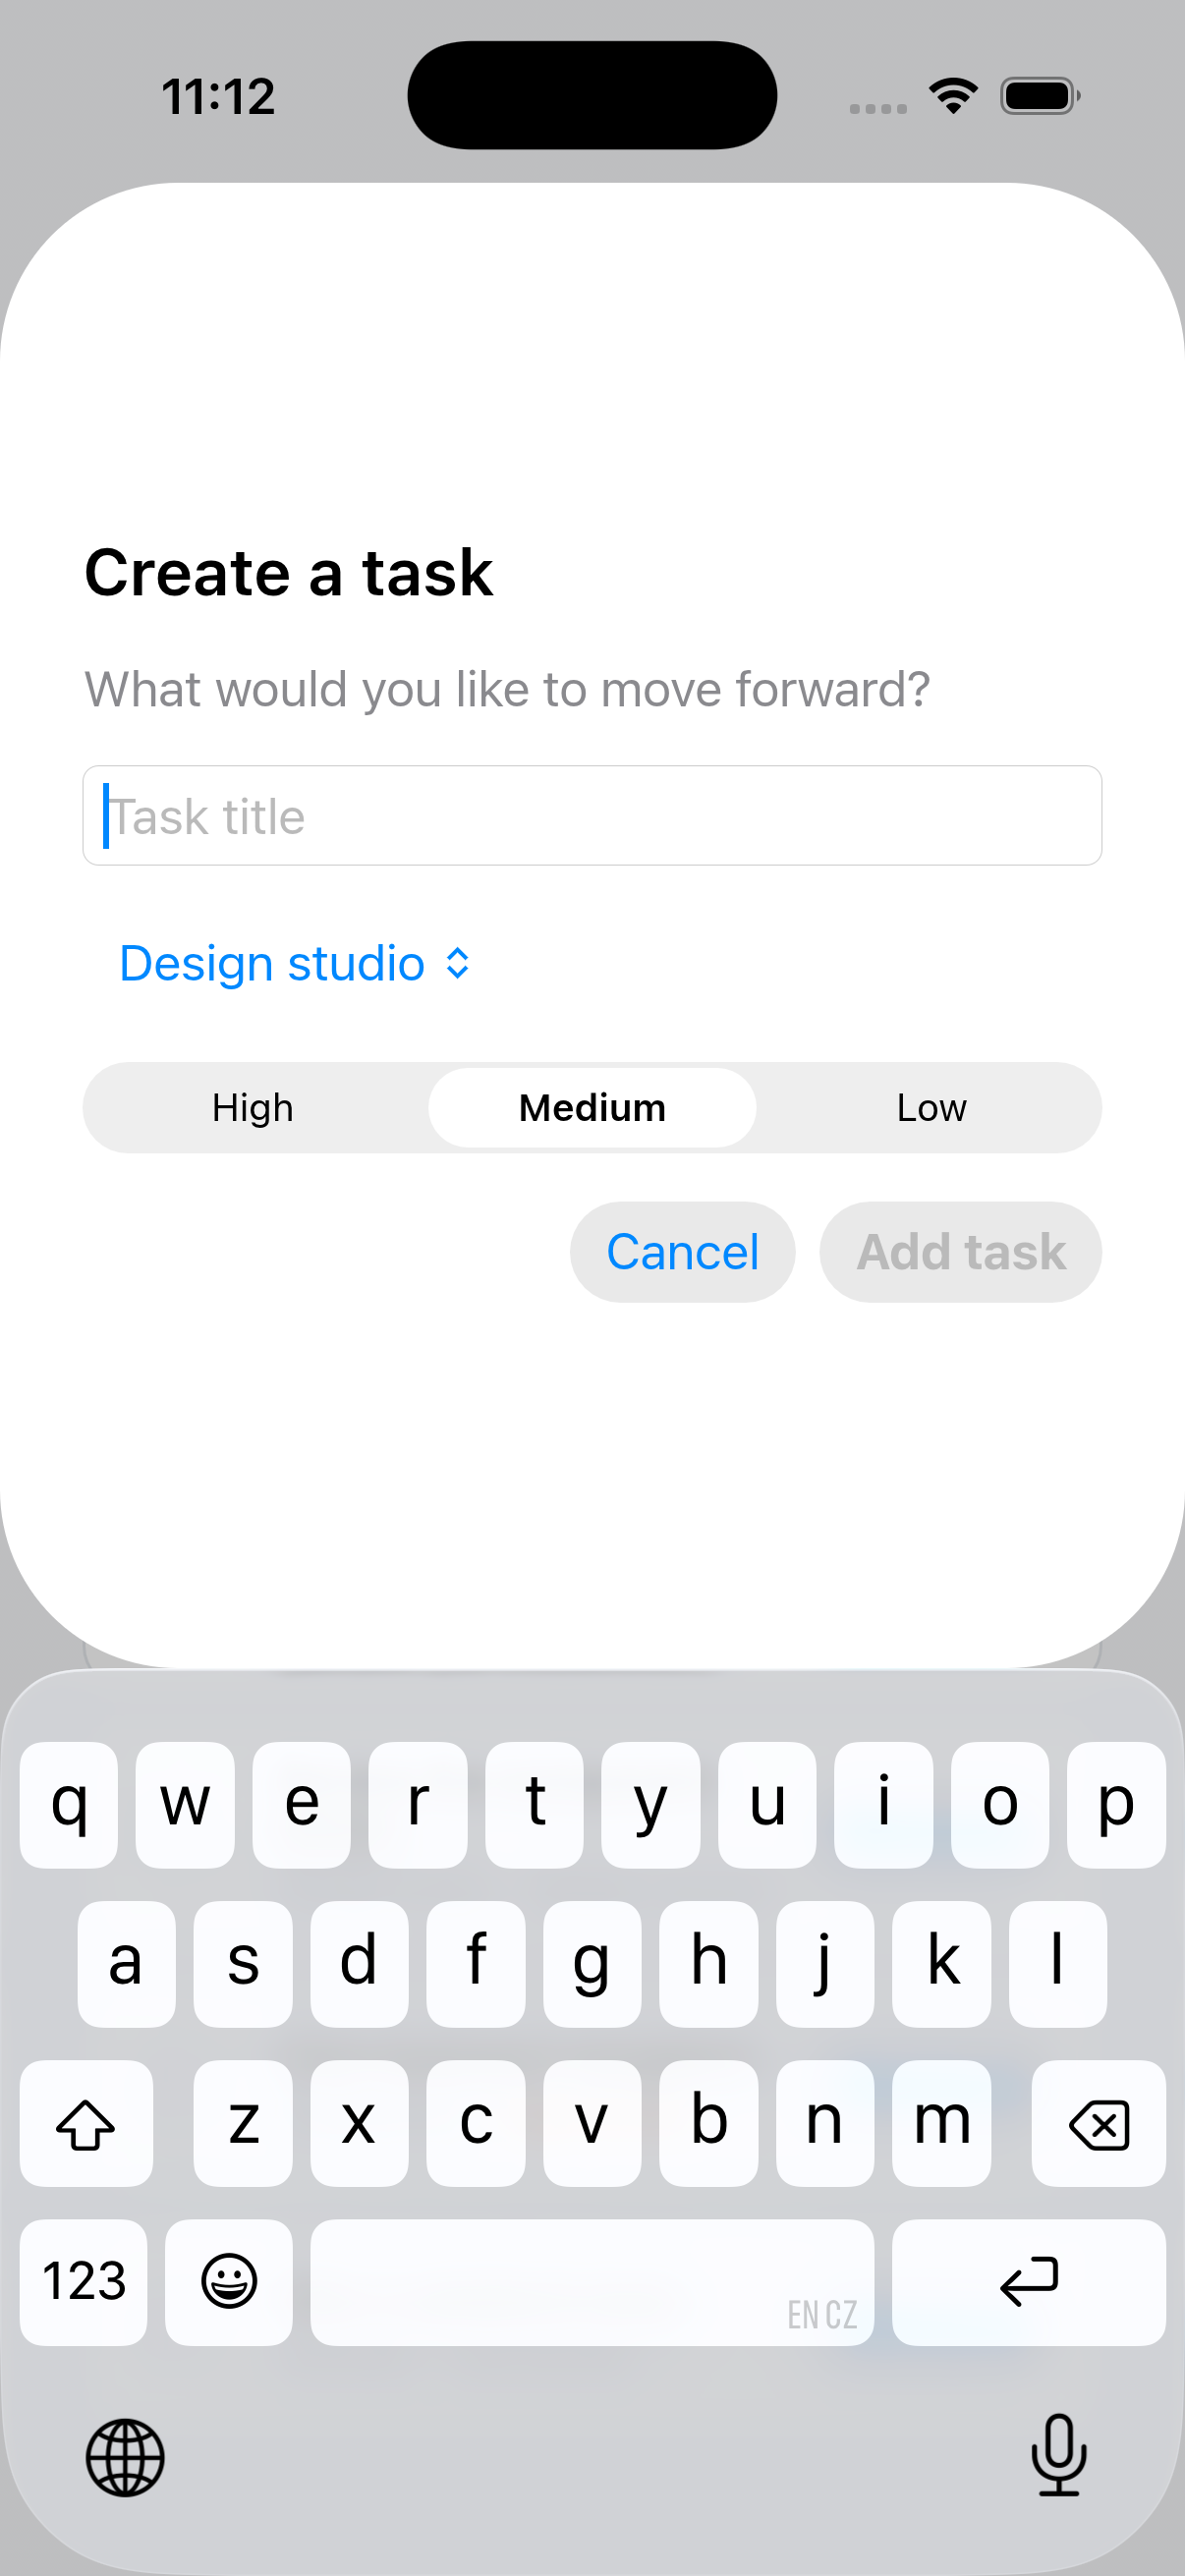 11:12
Create a task
What would you like to move forward?
Task title
Design studio
High Medium Low
Cancel Add task
q w e r t y u i o p
a s d f g h j k l
z x c v b n m
123 EN CZ